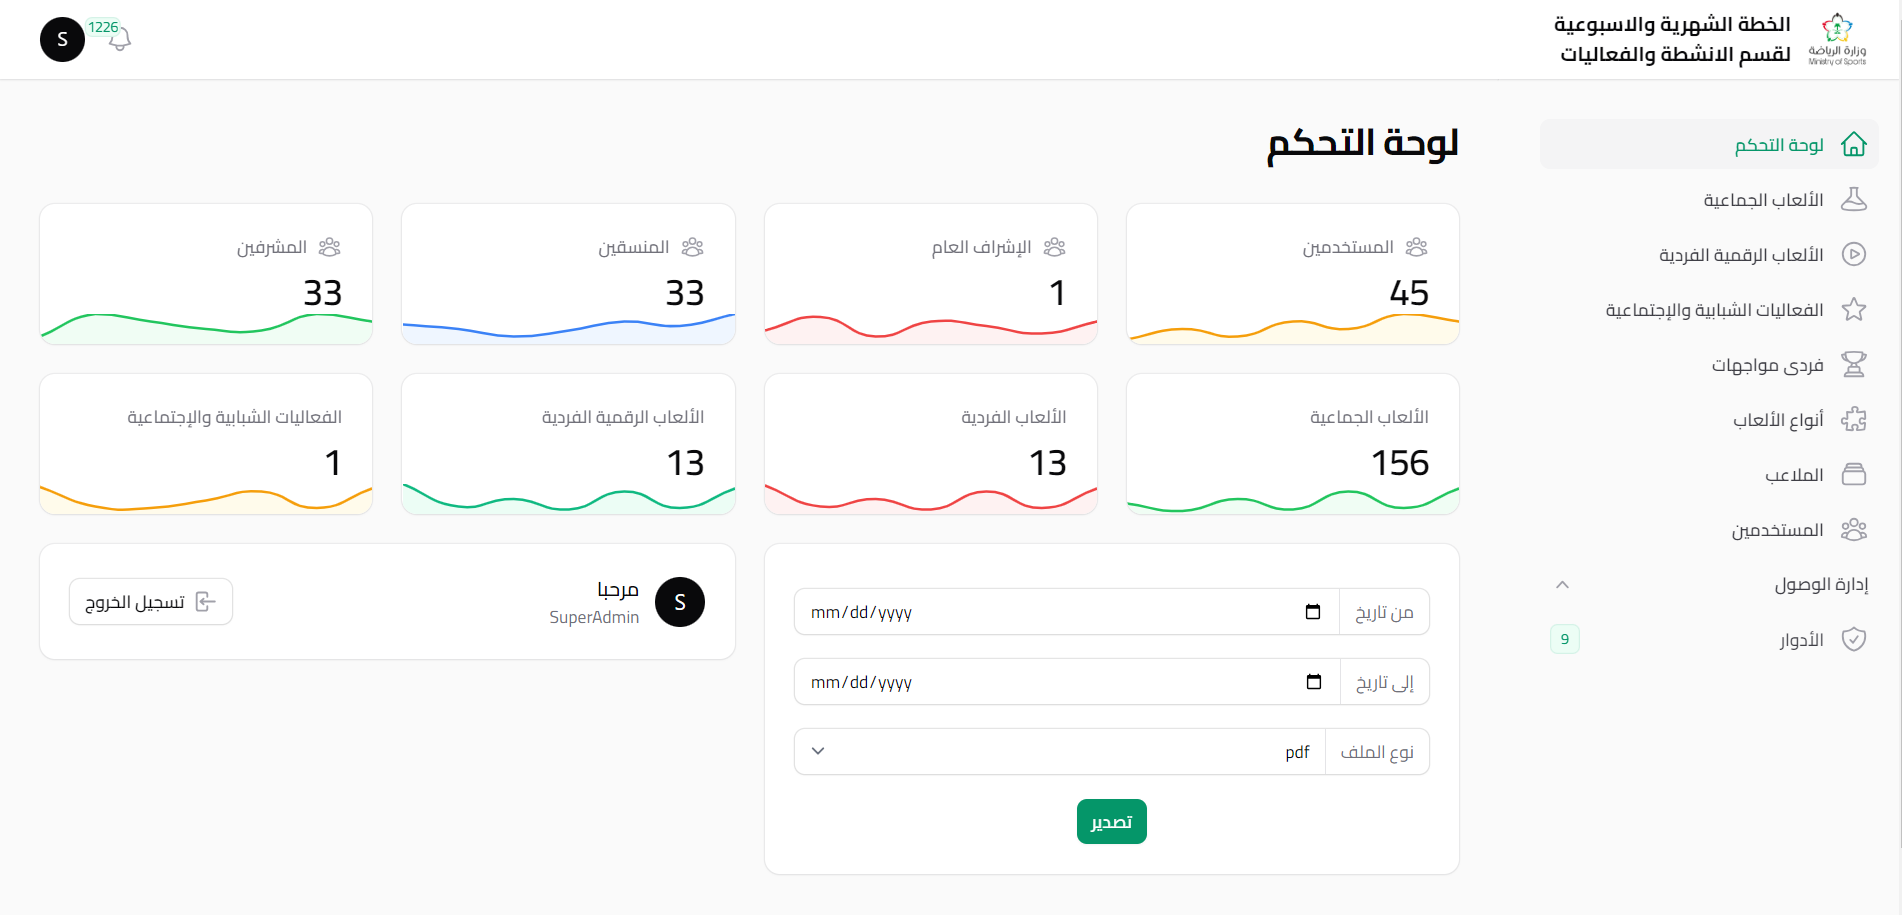 وزارة الرياضة
Ministry of Sports
الخطة الشهرية والاسبوعية
لقسم الانشطة والفعاليات
1226
S
لوحة التحكم
الألعاب الجماعية
الألعاب الرقمية الفردية
الفعاليات الشبابية والإجتماعية
فردى مواجهات
أنواع الألعاب
الملاعب
المستخدمين
إدارة الوصول
الأدوار
9
لوحة التحكم
المستخدمين
45
الإشراف العام
1
المنسقين
33
المشرفين
33
الألعاب الجماعية
156
الألعاب الفردية
13
الألعاب الرقمية الفردية
13
الفعاليات الشبابية والإجتماعية
1
من تاريخ
mm/dd/yyyy
إلى تاريخ
mm/dd/yyyy
نوع الملف
pdf
تصدير
S
مرحبا
SuperAdmin
تسجيل الخروج